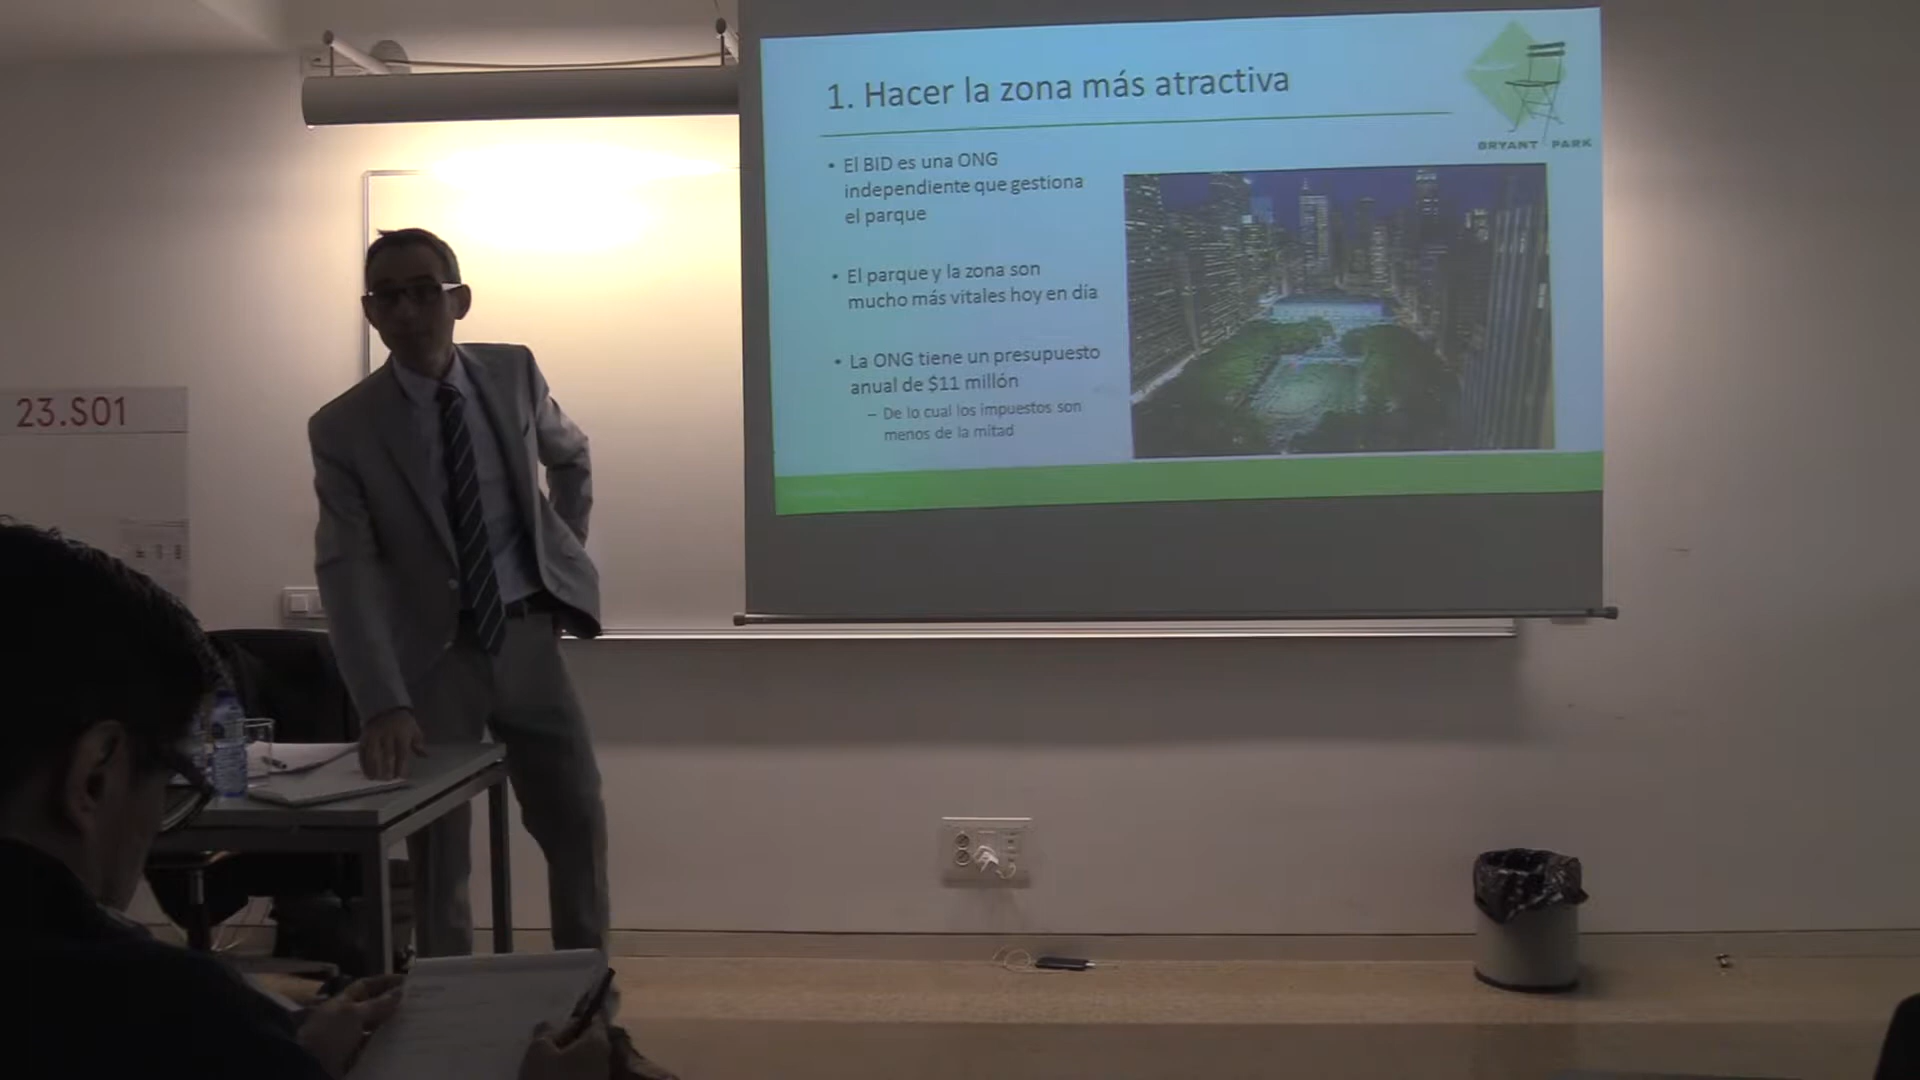 1. Hacer la zona más atractiva
BRYANT PARK
• El BID es una ONG
independiente que gestiona
el parque
• El parque y la zona son
mucho más vitales hoy en día
• La ONG tiene un presupuesto
anual de $11 millón
– De lo cual los impuestos son
menos de la mitad
23.S01